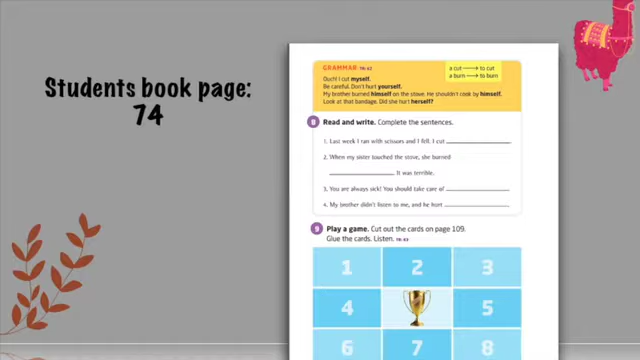 Students book page:
74
GRAMMAR TR: 62
Ouch! I cut myself.
Be careful. Don't hurt yourself.
My brother burned himself on the stove. He shouldn't cook by himself.
Look at that bandage. Did she hurt herself?
a cut → to cut
a burn → to burn
8 Read and write. Complete the sentences.
1. Last week I ran with scissors and I fell. I cut
2. When my sister touched the stove, she burned
. It was terrible.
3. You are always sick! You should take care of
4. My brother didn't listen to me, and he hurt
9 Play a game. Cut out the cards on page 109.
Glue the cards. Listen. TR: 63
1 2 3
4 5
6 7 8